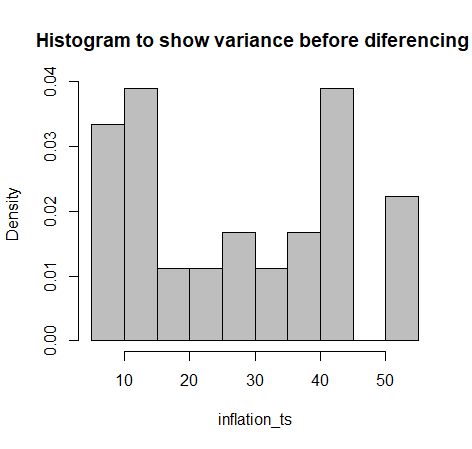 Histogram to show variance before diferencing
Density
0.04
0.03
0.02
0.01
0.00
10 20 30 40 50
inflation_ts